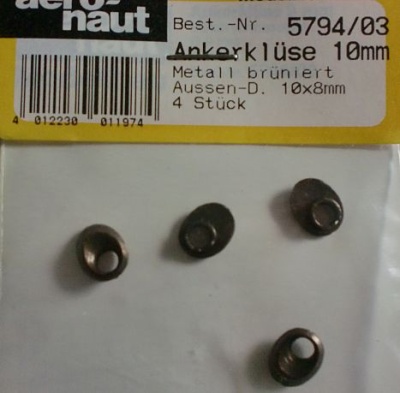 aero-
naut
Best.-Nr. 5794/03
Ankerklüse 10mm
Metall brüniert
Aussen-D. 10x8mm
4 Stück
4 012230 011974